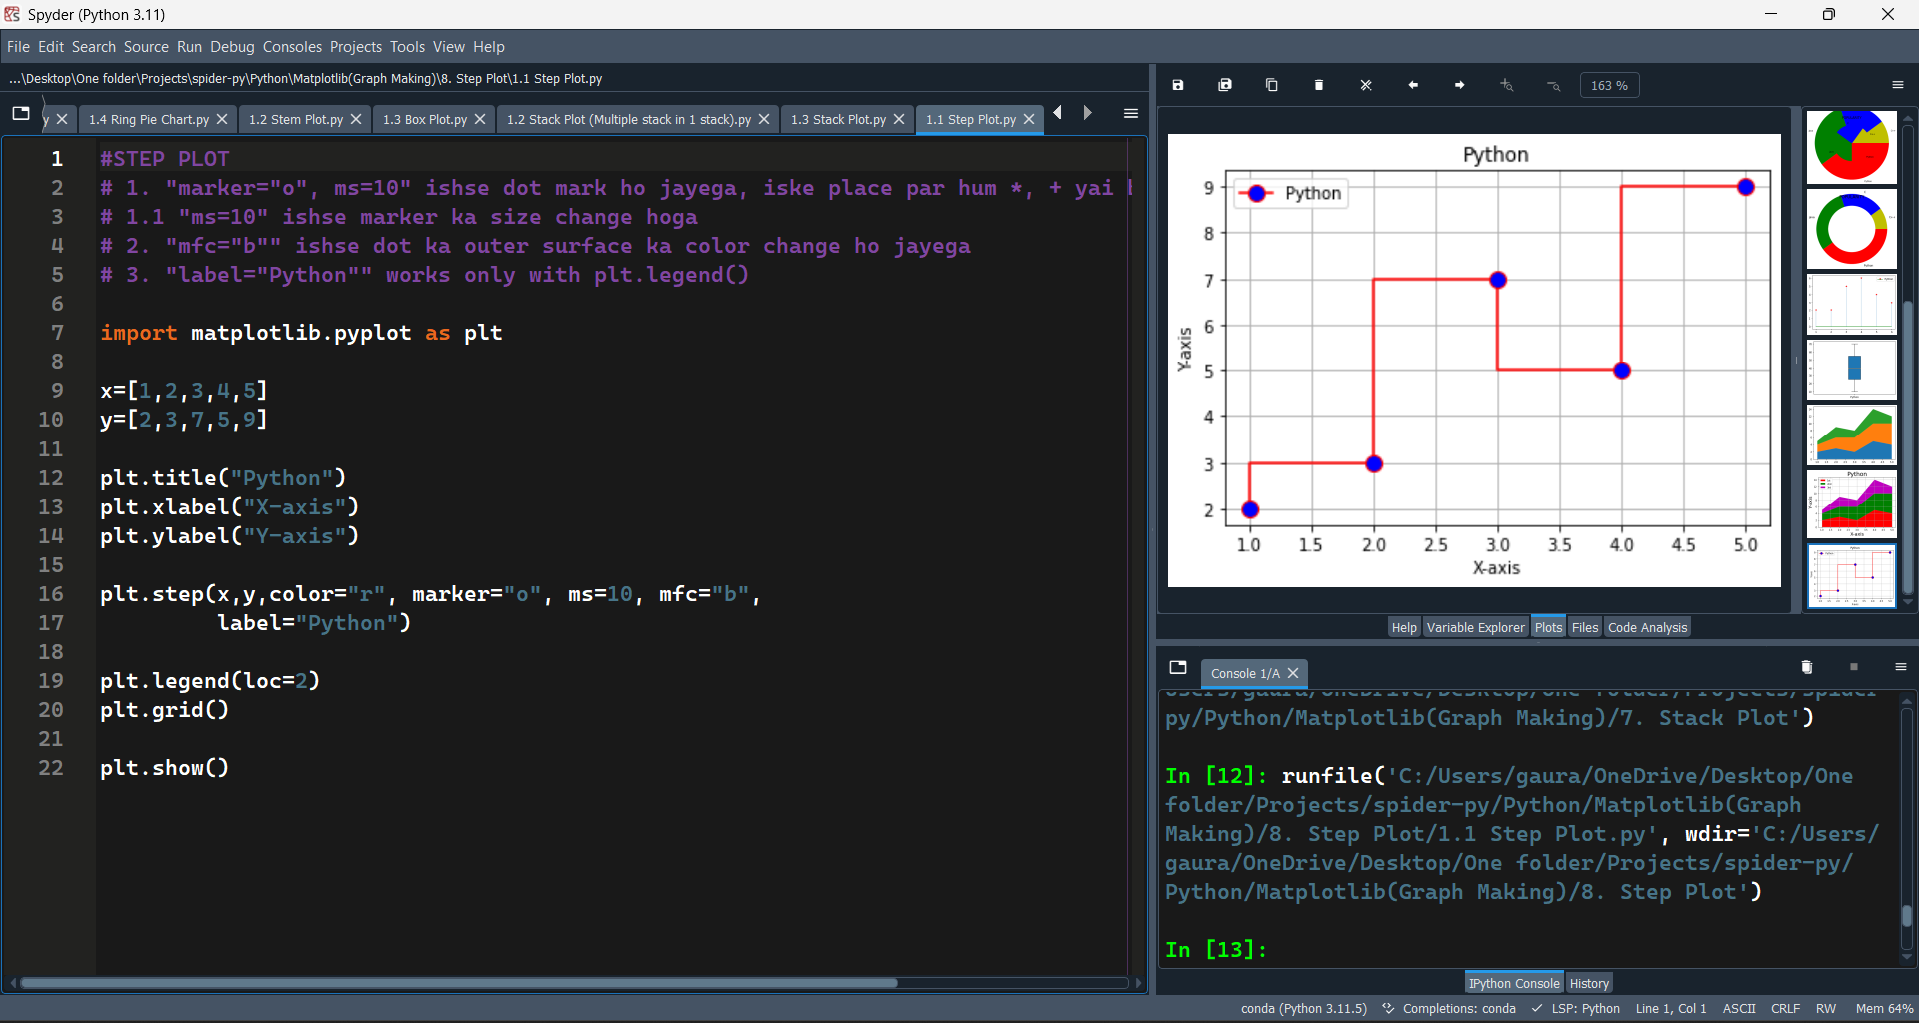 Spyder (Python 3.11)
File Edit Search Source Run Debug Consoles Projects Tools View Help
...\Desktop\One folder\Projects\spider-py\Python\Matplotlib(Graph Making)\8. Step Plot\1.1 Step Plot.py
y 1.4 Ring Pie Chart.py 1.2 Stem Plot.py 1.3 Box Plot.py 1.2 Stack Plot (Multiple stack in 1 stack).py 1.3 Stack Plot.py 1.1 Step Plot.py
1 #STEP PLOT
2 # 1. "marker="o", ms=10" ishse dot mark ho jayega, iske place par hum *, + yai
3 # 1.1 "ms=10" ishse marker ka size change hoga
4 # 2. "mfc="b"" ishse dot ka outer surface ka color change ho jayega
5 # 3. "label="Python"" works only with plt.legend()
6
7 import matplotlib.pyplot as plt
8
9 x=[1,2,3,4,5]
10 y=[2,3,7,5,9]
11
12 plt.title("Python")
13 plt.xlabel("X-axis")
14 plt.ylabel("Y-axis")
15
16 plt.step(x,y,color="r", marker="o", ms=10, mfc="b",
17 label="Python")
18
19 plt.legend(loc=2)
20 plt.grid()
21
22 plt.show()
163 %
Python
Python
Y-axis
9
8
7
6
5
4
3
2
1.0 1.5 2.0 2.5 3.0 3.5 4.0 4.5 5.0
X-axis
Python
X-axis
Help Variable Explorer Plots Files Code Analysis
Console 1/A
users/gaura/OneDrive/Desktop/One folder/Projects/spider-
py/Python/Matplotlib(Graph Making)/7. Stack Plot')
In [12]: runfile('C:/Users/gaura/OneDrive/Desktop/One
folder/Projects/spider-py/Python/Matplotlib(Graph
Making)/8. Step Plot/1.1 Step Plot.py', wdir='C:/Users/
gaura/OneDrive/Desktop/One folder/Projects/spider-py/
Python/Matplotlib(Graph Making)/8. Step Plot')
In [13]:
IPython Console History
conda (Python 3.11.5) Completions: conda LSP: Python Line 1, Col 1 ASCII CRLF RW Mem 64%